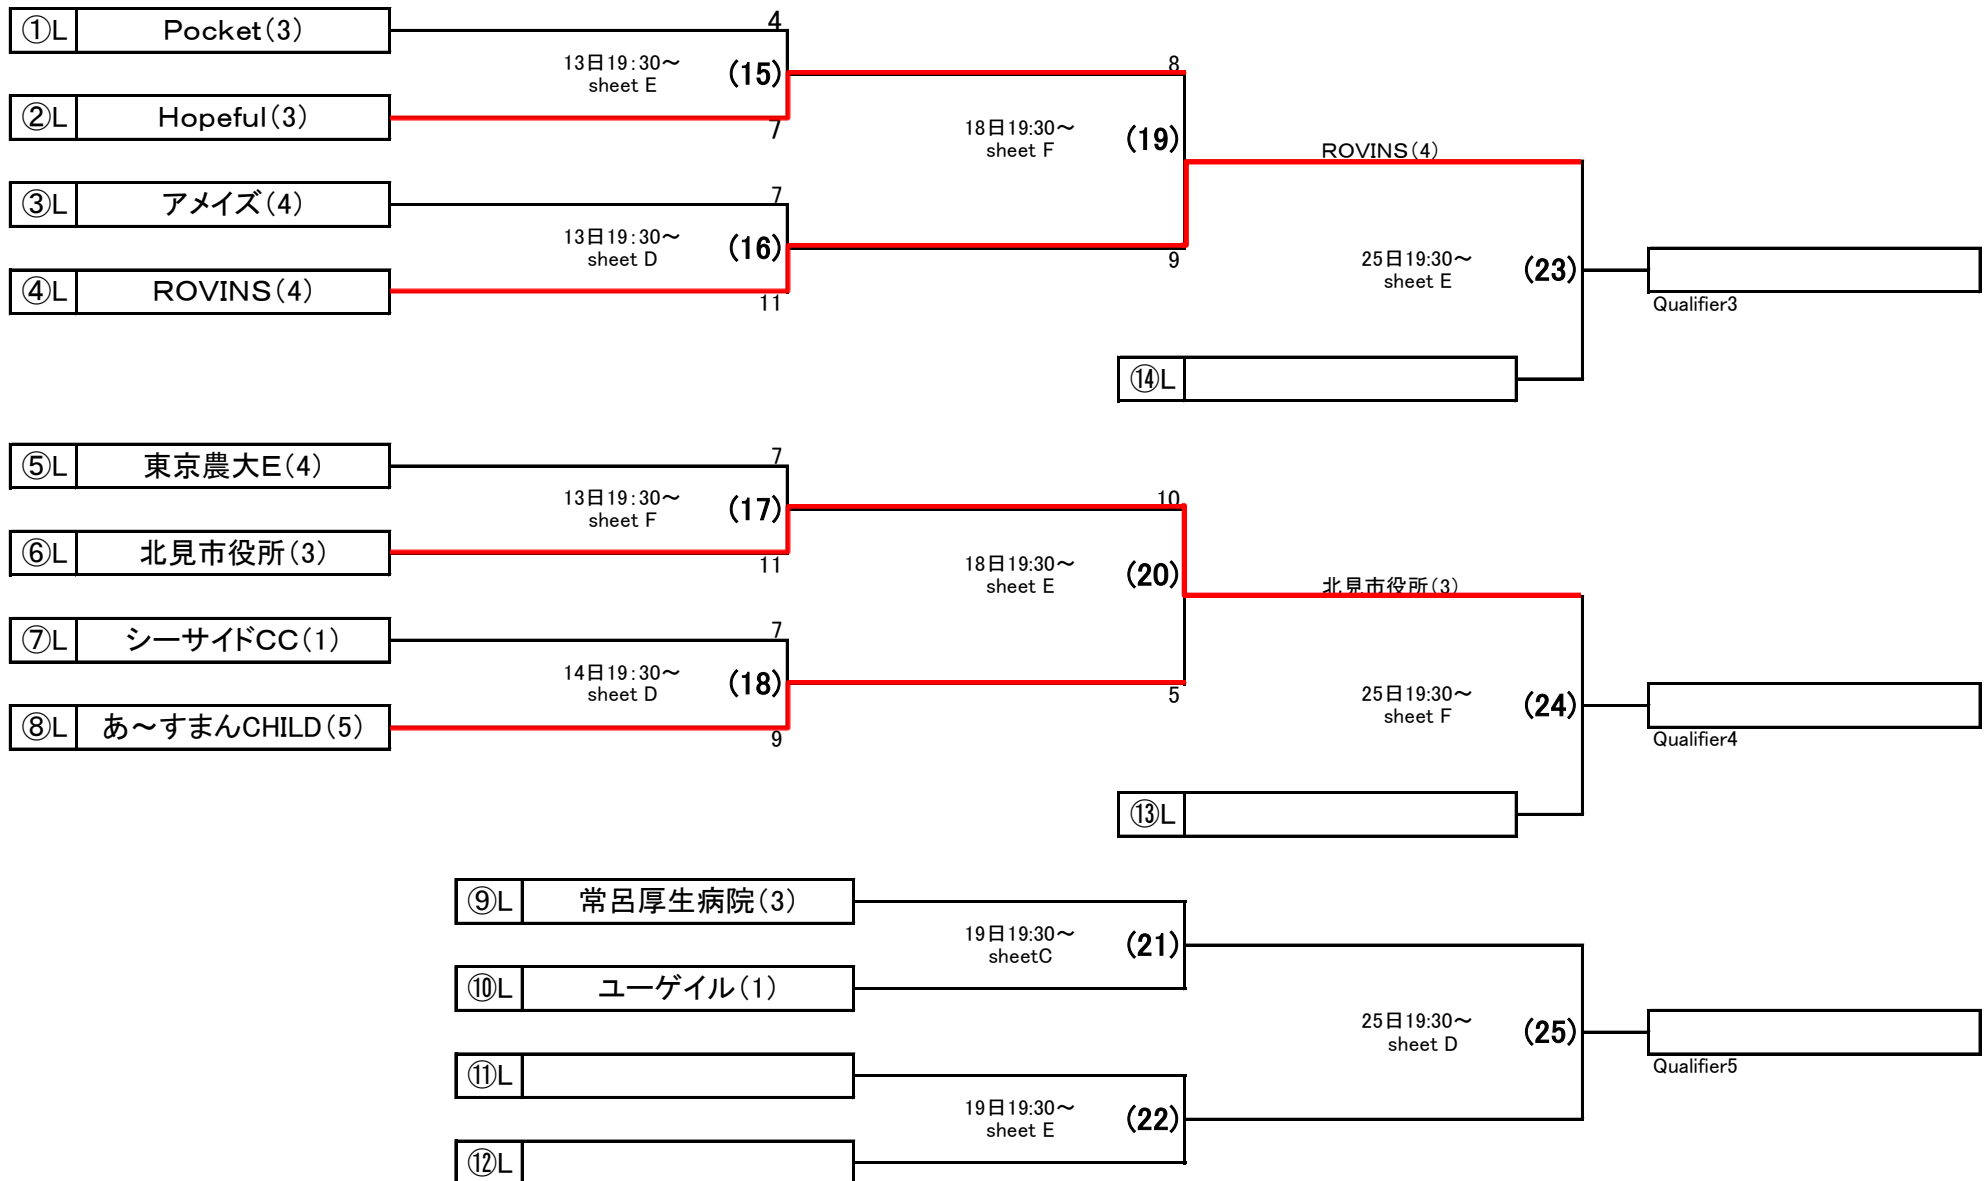 ①L Pocket(3)
4
13日19:30～
sheet E
(15)
8
②L Hopeful(3)
7
18日19:30～
sheet F
(19)
ROVINS(4)
③L アメイズ(4)
7
13日19:30～
sheet D
(16)
9
④L ROVINS(4)
11
25日19:30～
sheet E
(23)
Qualifier3
⑭L
⑤L 東京農大E(4)
7
13日19:30～
sheet F
(17)
10
⑥L 北見市役所(3)
11
18日19:30～
sheet E
(20)
北見市役所(3)
⑦L シーサイドCC(1)
7
14日19:30～
sheet D
(18)
5
⑧L あ～すまんCHILD(5)
9
25日19:30～
sheet F
(24)
Qualifier4
⑬L
⑨L 常呂厚生病院(3)
19日19:30～
sheetC
(21)
⑩L ユーゲイル(1)
25日19:30～
sheet D
(25)
Qualifier5
⑪L
19日19:30～
sheet E
(22)
⑫L